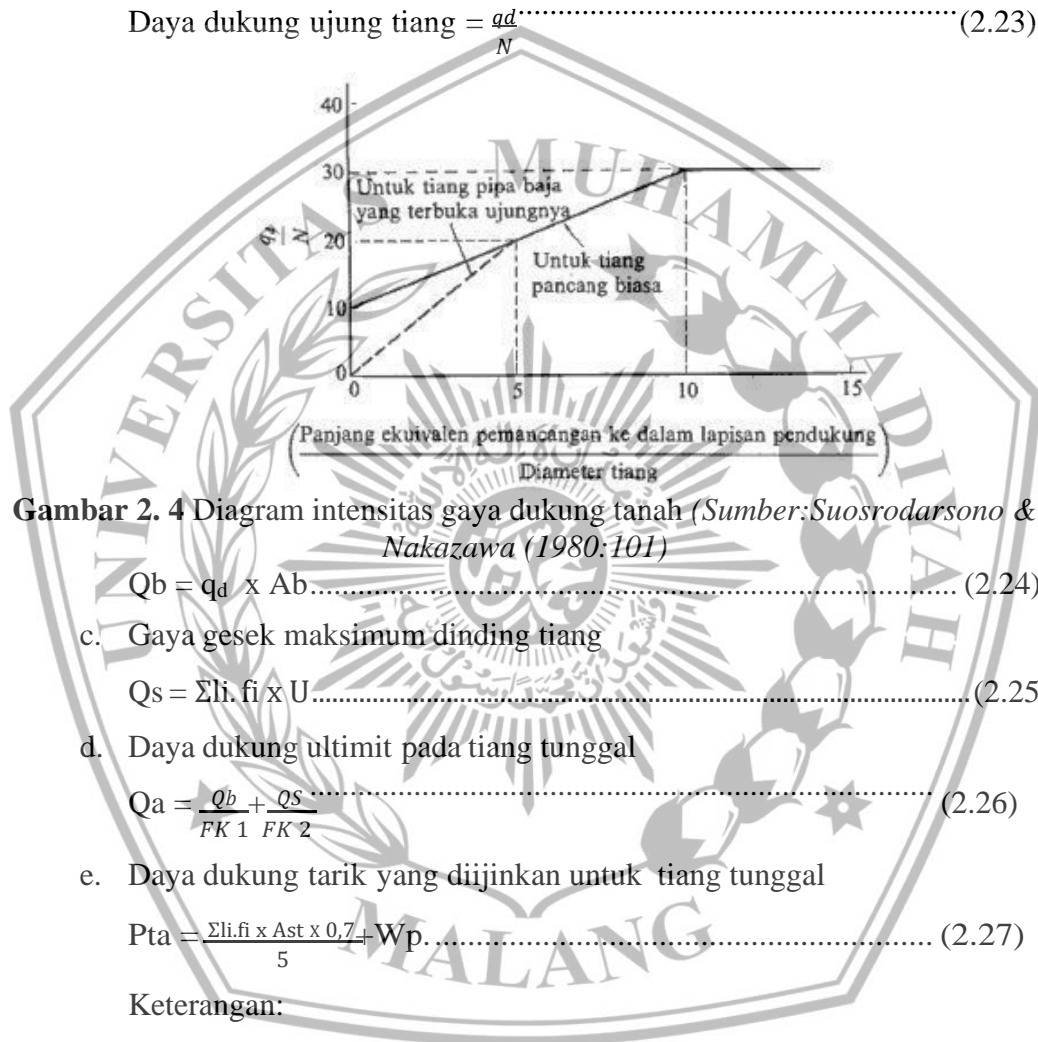 Daya dukung ujung tiang = qd/N ........................................................(2.23)
40
30
Untuk tiang pipa baja
yang terbuka ujungnya
20
Untuk tiang
pancang biasa
10
0
0 5 10 15
(Panjang ekuivalen pemancangan ke dalam lapisan pendukung
Diameter tiang)
Gambar 2. 4 Diagram intensitas gaya dukung tanah (Sumber:Suosrodarsono &
Nakazawa (1980:101)
Qb = qd x Ab........................................................ (2.24)
c. Gaya gesek maksimum dinding tiang
Qs = Σli. fi x U........................................................ (2.25
d. Daya dukung ultimit pada tiang tunggal
Qa = Qb/FK 1 + QS/FK 2 ........................................................ (2.26)
e. Daya dukung tarik yang diijinkan untuk tiang tunggal
Pta = Σli.fi x Ast x 0,7/5 + Wp........................................................ (2.27)
Keterangan:
UNIVERSITAS MUHAMMADIYAH
MALANG